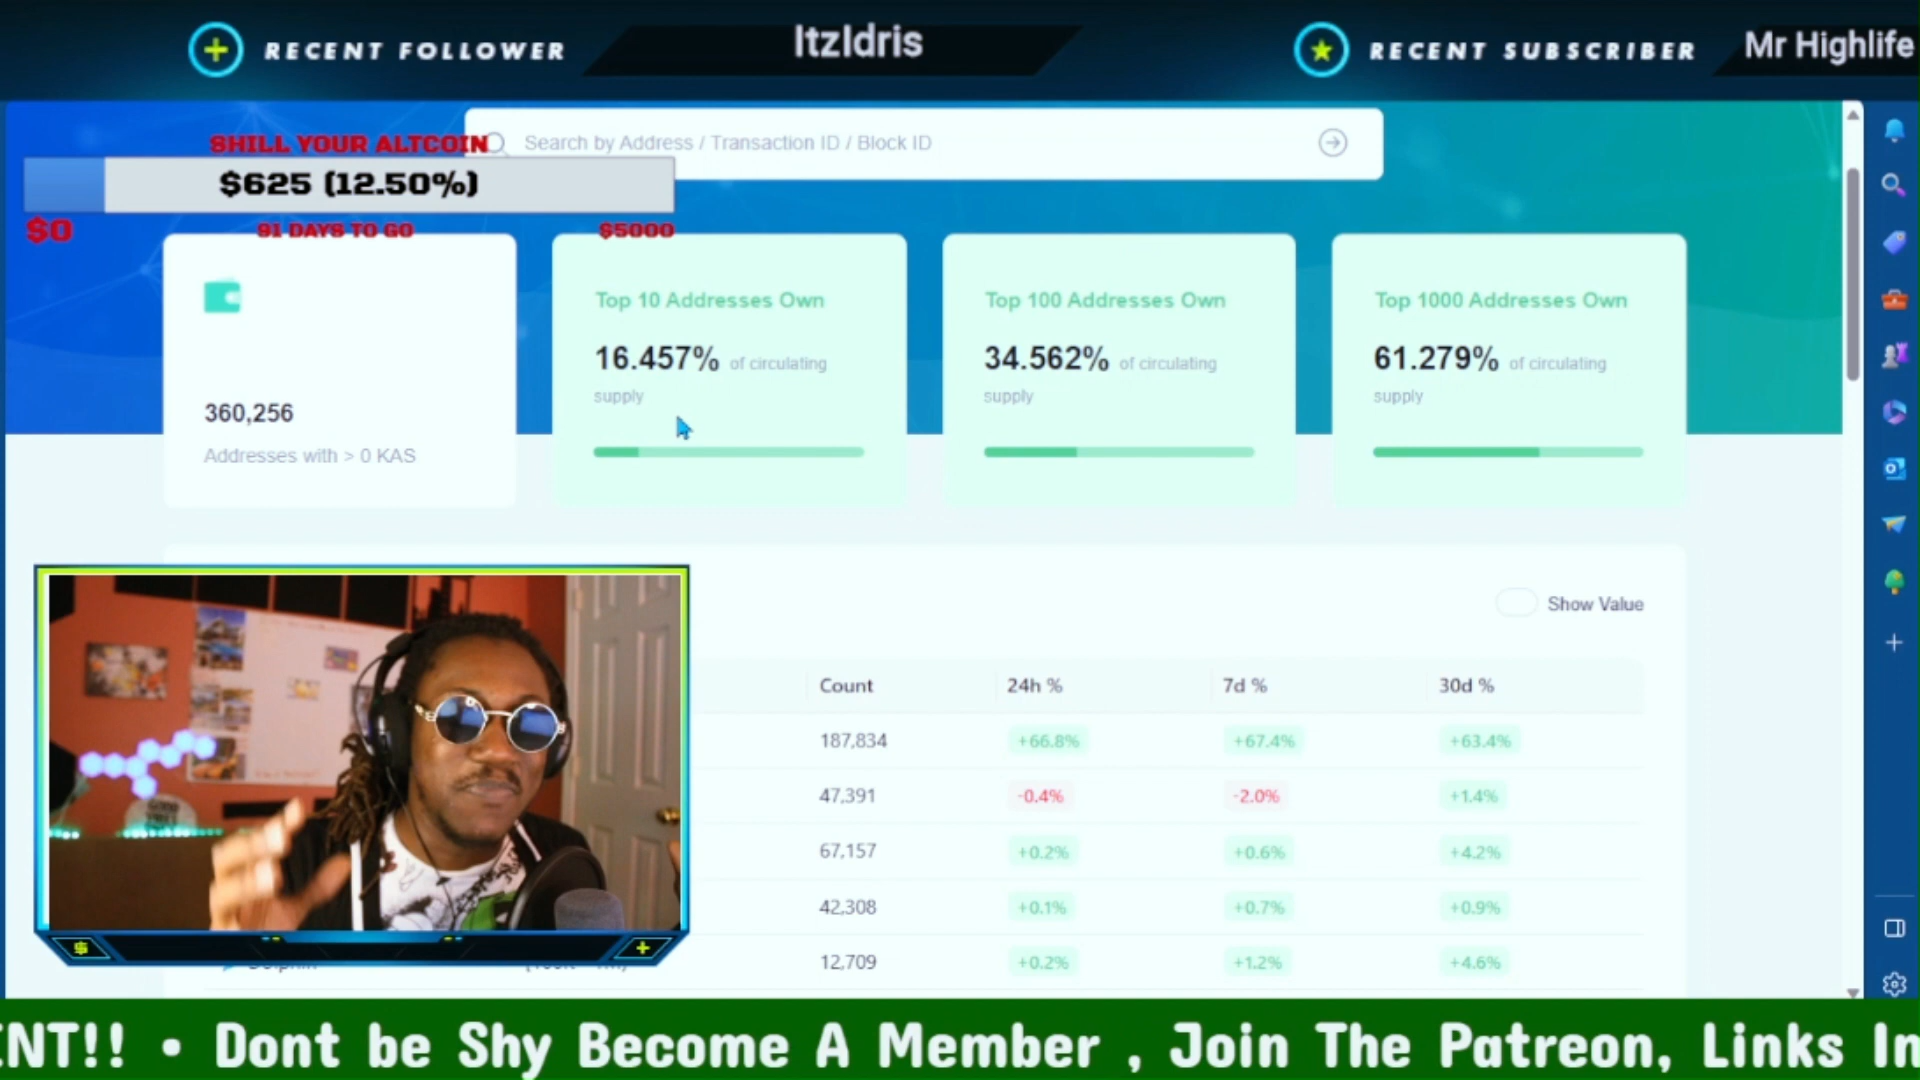 RECENT FOLLOWER
ItzIdris
RECENT SUBSCRIBER
Mr Highlife
SHILL YOUR ALTCOIN
Search by Address / Transaction ID / Block ID
$625 (12.50%)
$0
91 DAYS TO GO
$5000
360,256
Addresses with > 0 KAS
Top 10 Addresses Own
16.457% of circulating
supply
Top 100 Addresses Own
34.562% of circulating
supply
Top 1000 Addresses Own
61.279% of circulating
supply
Show Value
Count 24h % 7d % 30d %
187,834 +66.8% +67.4% +63.4%
47,391 -0.4% -2.0% +1.4%
67,157 +0.2% +0.6% +4.2%
42,308 +0.1% +0.7% +0.9%
12,709 +0.2% +1.2% +4.6%
NT!! • Dont be Shy Become A Member , Join The Patreon, Links In